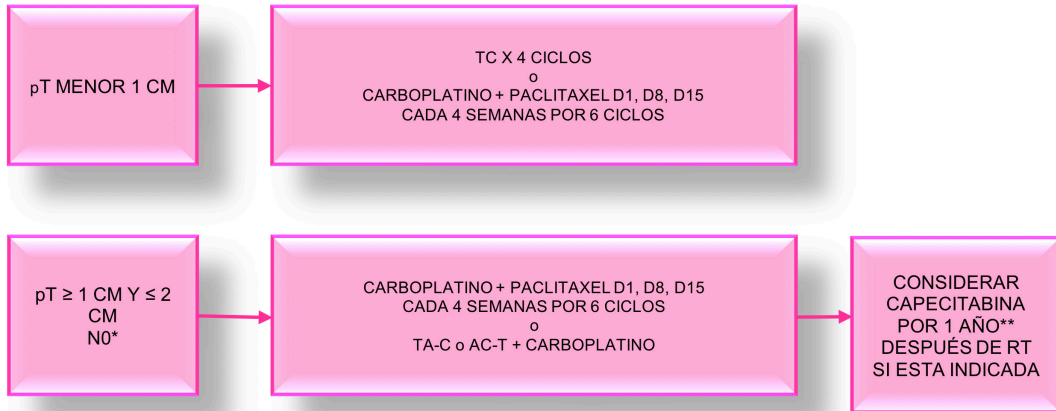 pT MENOR 1 CM
TC X 4 CICLOS
o
CARBOPLATINO + PACLITAXEL D1, D8, D15
CADA 4 SEMANAS POR 6 CICLOS
pT ≥ 1 CM Y ≤ 2
CM
N0*
CARBOPLATINO + PACLITAXEL D1, D8, D15
CADA 4 SEMANAS POR 6 CICLOS
o
TA-C o AC-T + CARBOPLATINO
CONSIDERAR
CAPECITABINA
POR 1 AÑO**
DESPUÉS DE RT
SI ESTA INDICADA